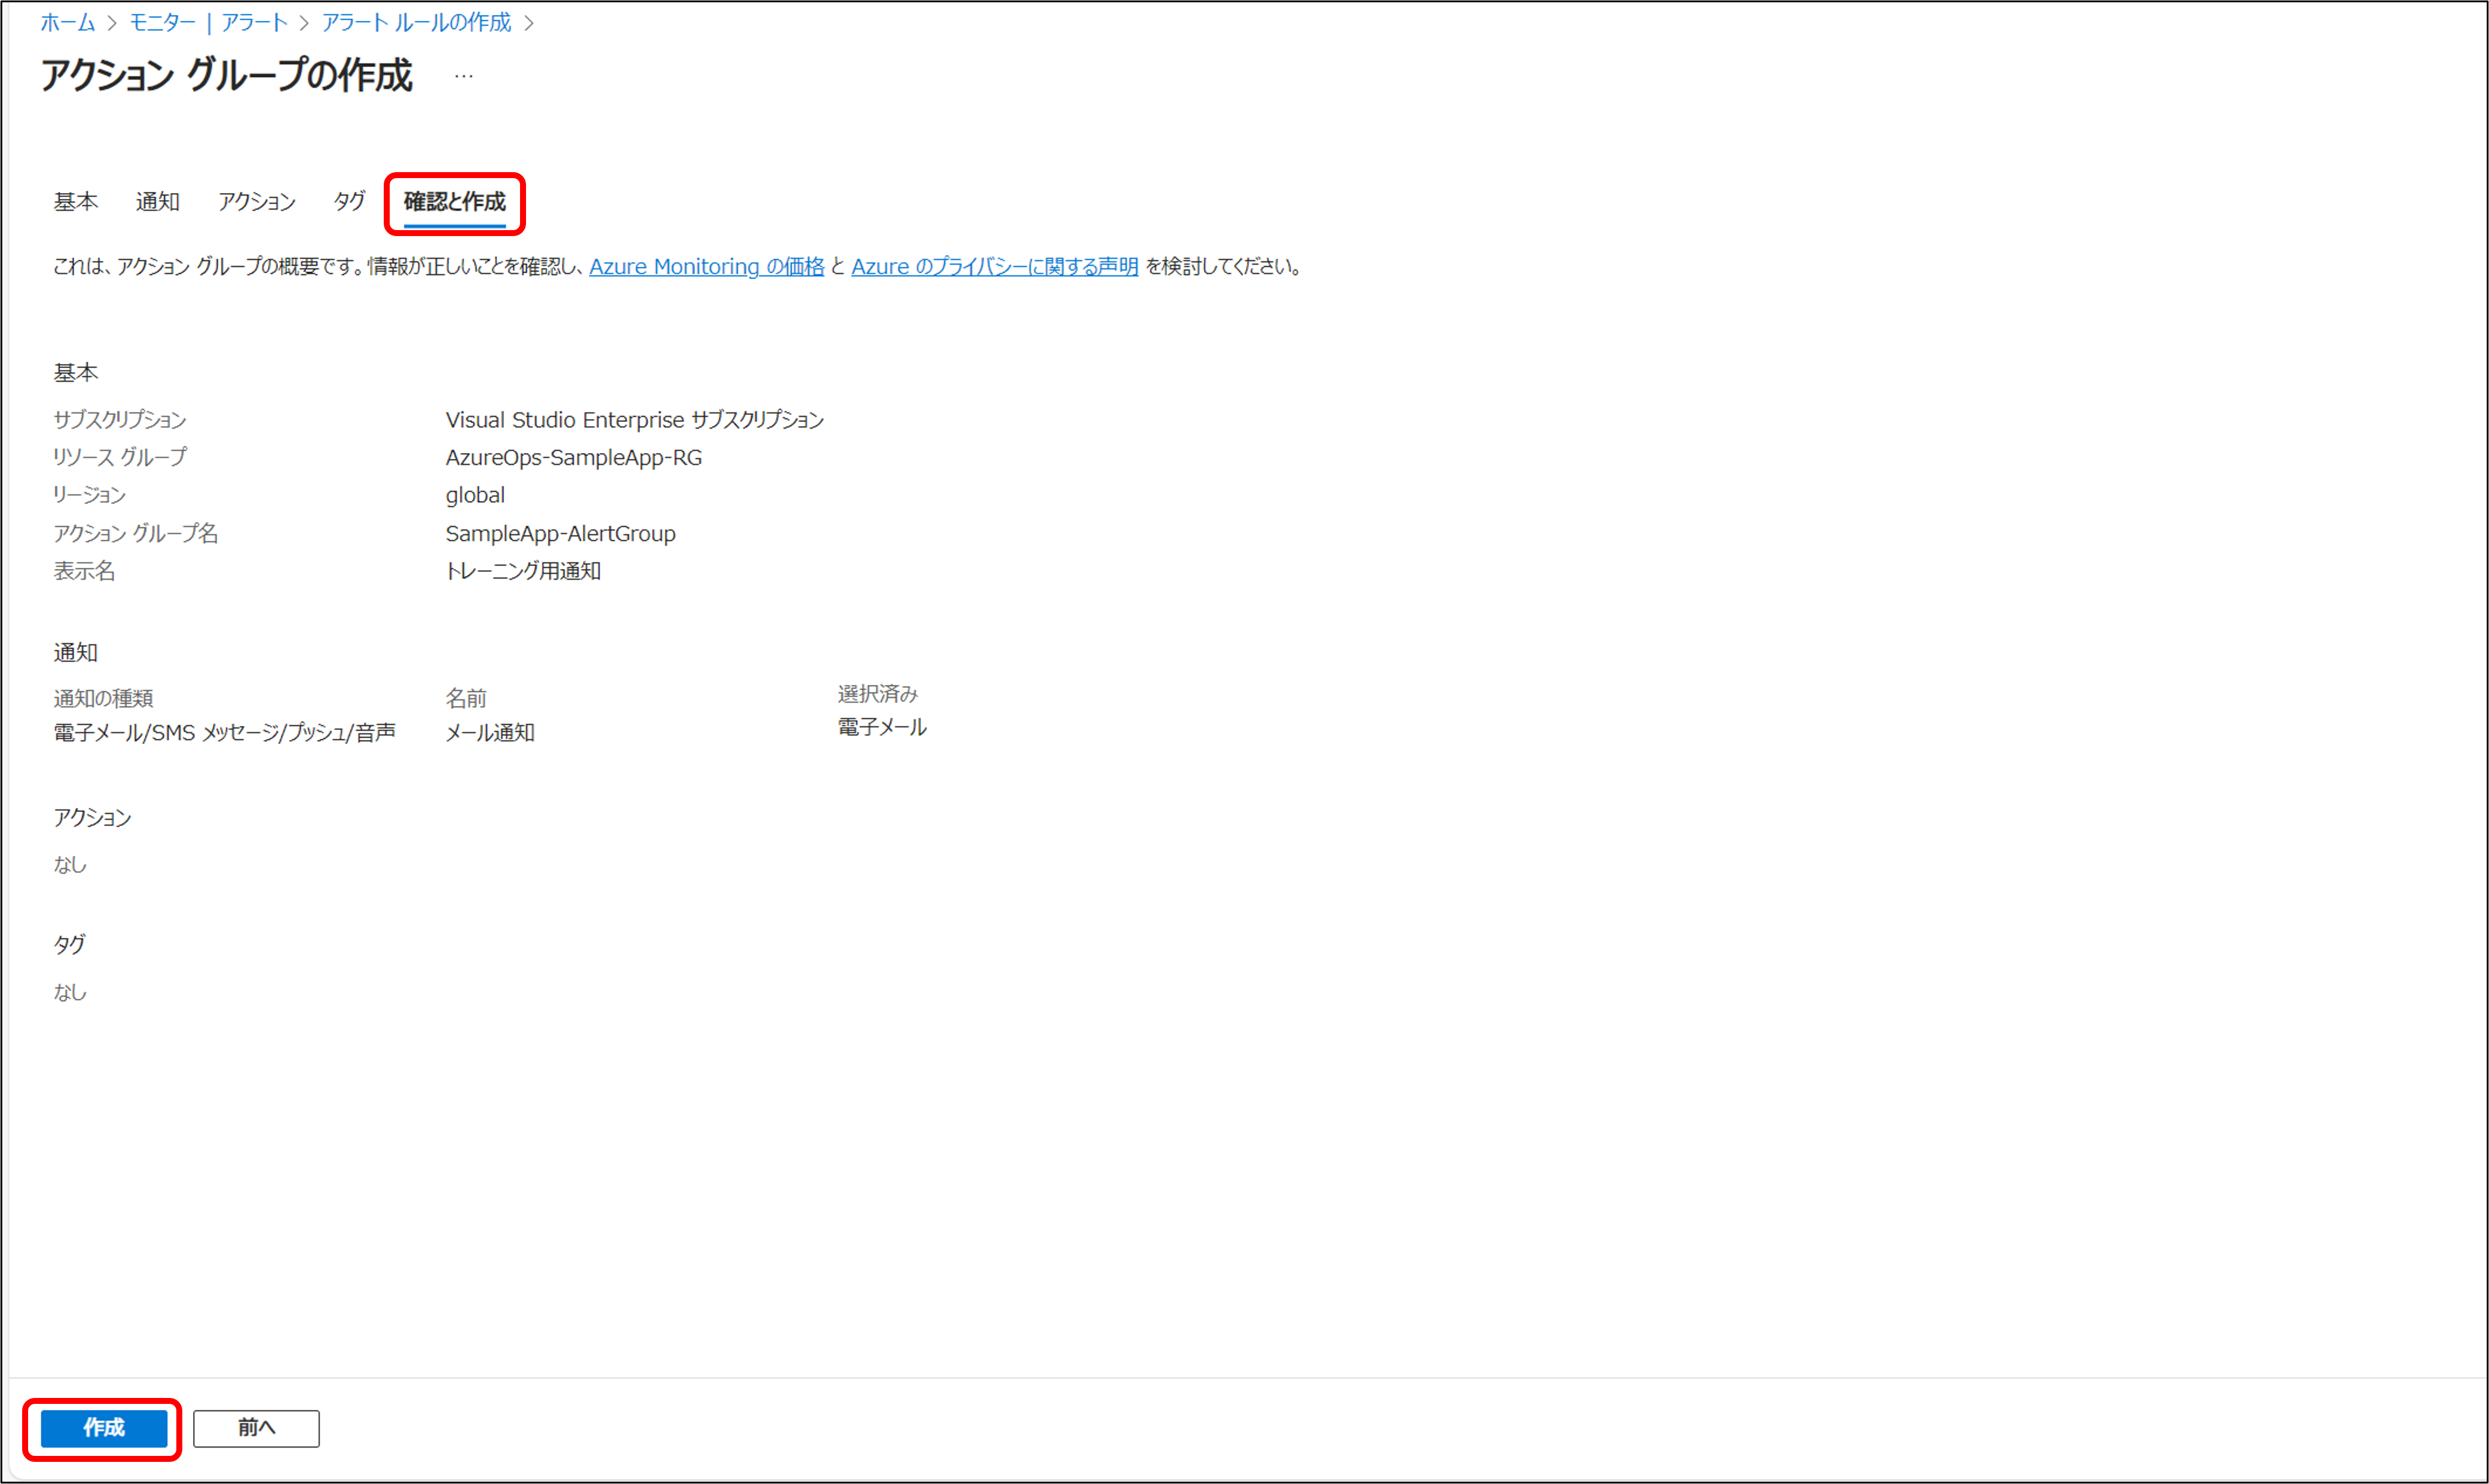 ホーム > モニター | アラート > アラート ルールの作成 >
アクション グループの作成 …
基本 通知 アクション タグ 確認と作成
これは、アクション グループの概要です。情報が正しいことを確認し、Azure Monitoring の価格 と Azure のプライバシーに関する声明 を検討してください。
基本
サブスクリプション Visual Studio Enterprise サブスクリプション
リソース グループ AzureOps-SampleApp-RG
リージョン global
アクション グループ名 SampleApp-AlertGroup
表示名 トレーニング用通知
通知
通知の種類 名前 選択済み
電子メール/SMS メッセージ/プッシュ/音声 メール通知 電子メール
アクション
なし
タグ
なし
作成 前へ